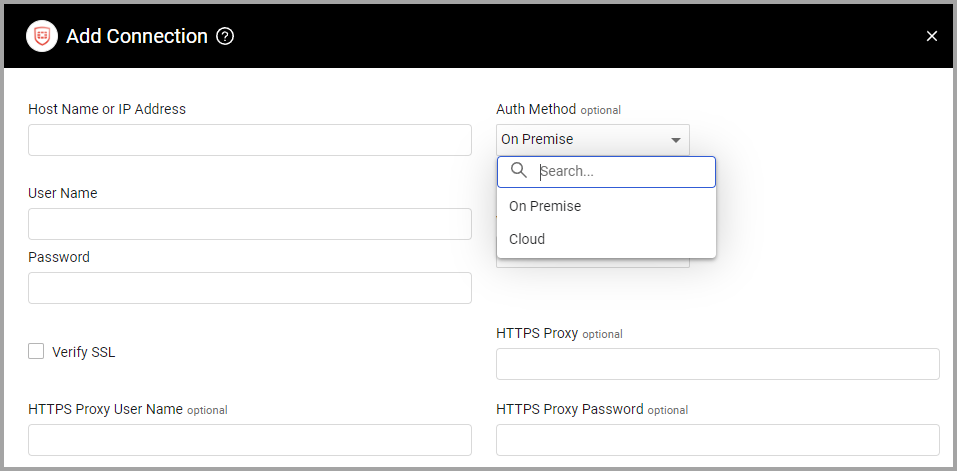 Add Connection ?
Host Name or IP Address
Auth Method optional
On Premise
Search...
On Premise
Cloud
User Name
Password
Verify SSL
HTTPS Proxy optional
HTTPS Proxy User Name optional
HTTPS Proxy Password optional